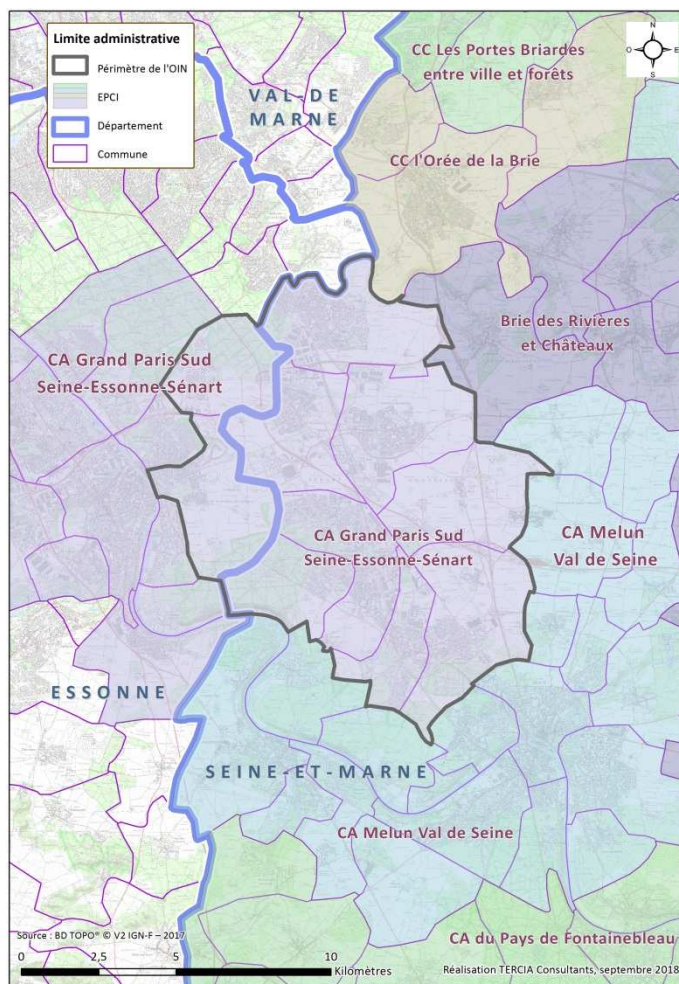 Limite administrative
Périmètre de l'OIN
EPCI
Département
Commune
CC Les Portes Briardes
entre ville et forêts
N
O
E
S
VAL-DE
MARNE
CC l'Orée de la Brie
Brie des Rivières
et Châteaux
CA Grand Paris Sud
Seine-Essonne-Sénart
CA Grand Paris Sud
Seine-Essonne-Sénart
CA Melun
Val de Seine
ESSONNE
SEINE-ET-MARNE
CA Melun Val de Seine
CA du Pays de Fontainebleau
Source : BD TOPO® © V2 IGN-F – 2017
0 2,5 5 10
Kilomètres
Réalisation TERCIA Consultants, septembre 2018